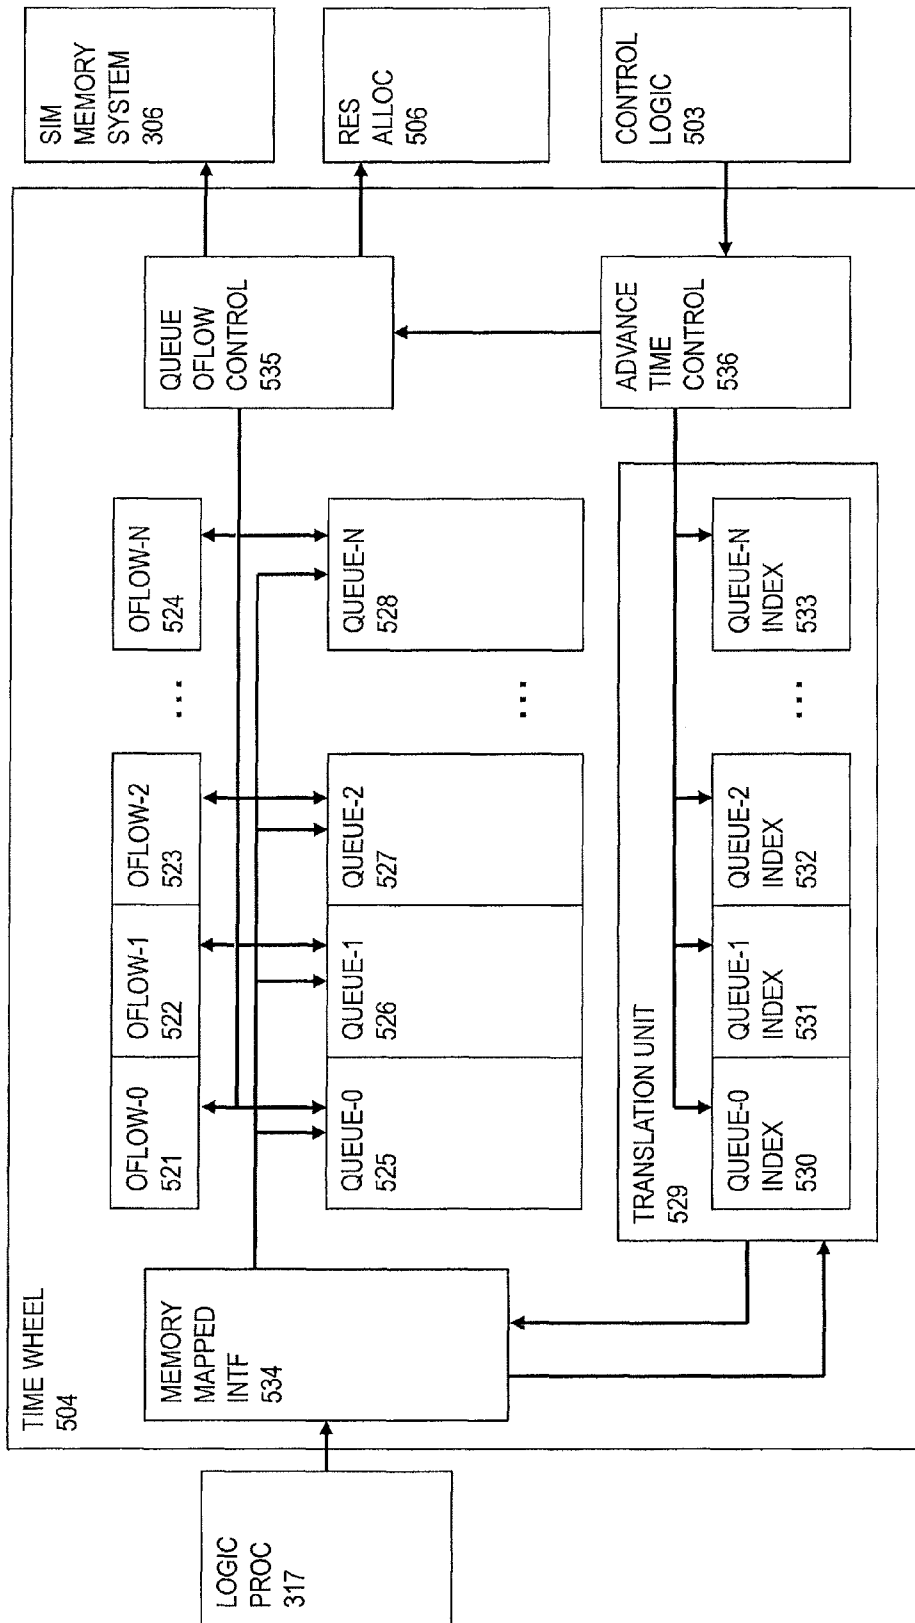 TIME WHEEL
504
LOGIC
PROC
317
MEMORY
MAPPED
INTF
534
OFLOW-0
521
OFLOW-1
522
OFLOW-2
523
...
OFLOW-N
524
QUEUE-0
525
QUEUE-1
526
QUEUE-2
527
...
QUEUE-N
528
TRANSLATION UNIT
529
QUEUE-0
INDEX
530
QUEUE-1
INDEX
531
QUEUE-2
INDEX
532
...
QUEUE-N
INDEX
533
QUEUE
OFLOW
CONTROL
535
ADVANCE
TIME
CONTROL
536
SIM
MEMORY
SYSTEM
306
RES
ALLOC
506
CONTROL
LOGIC
503